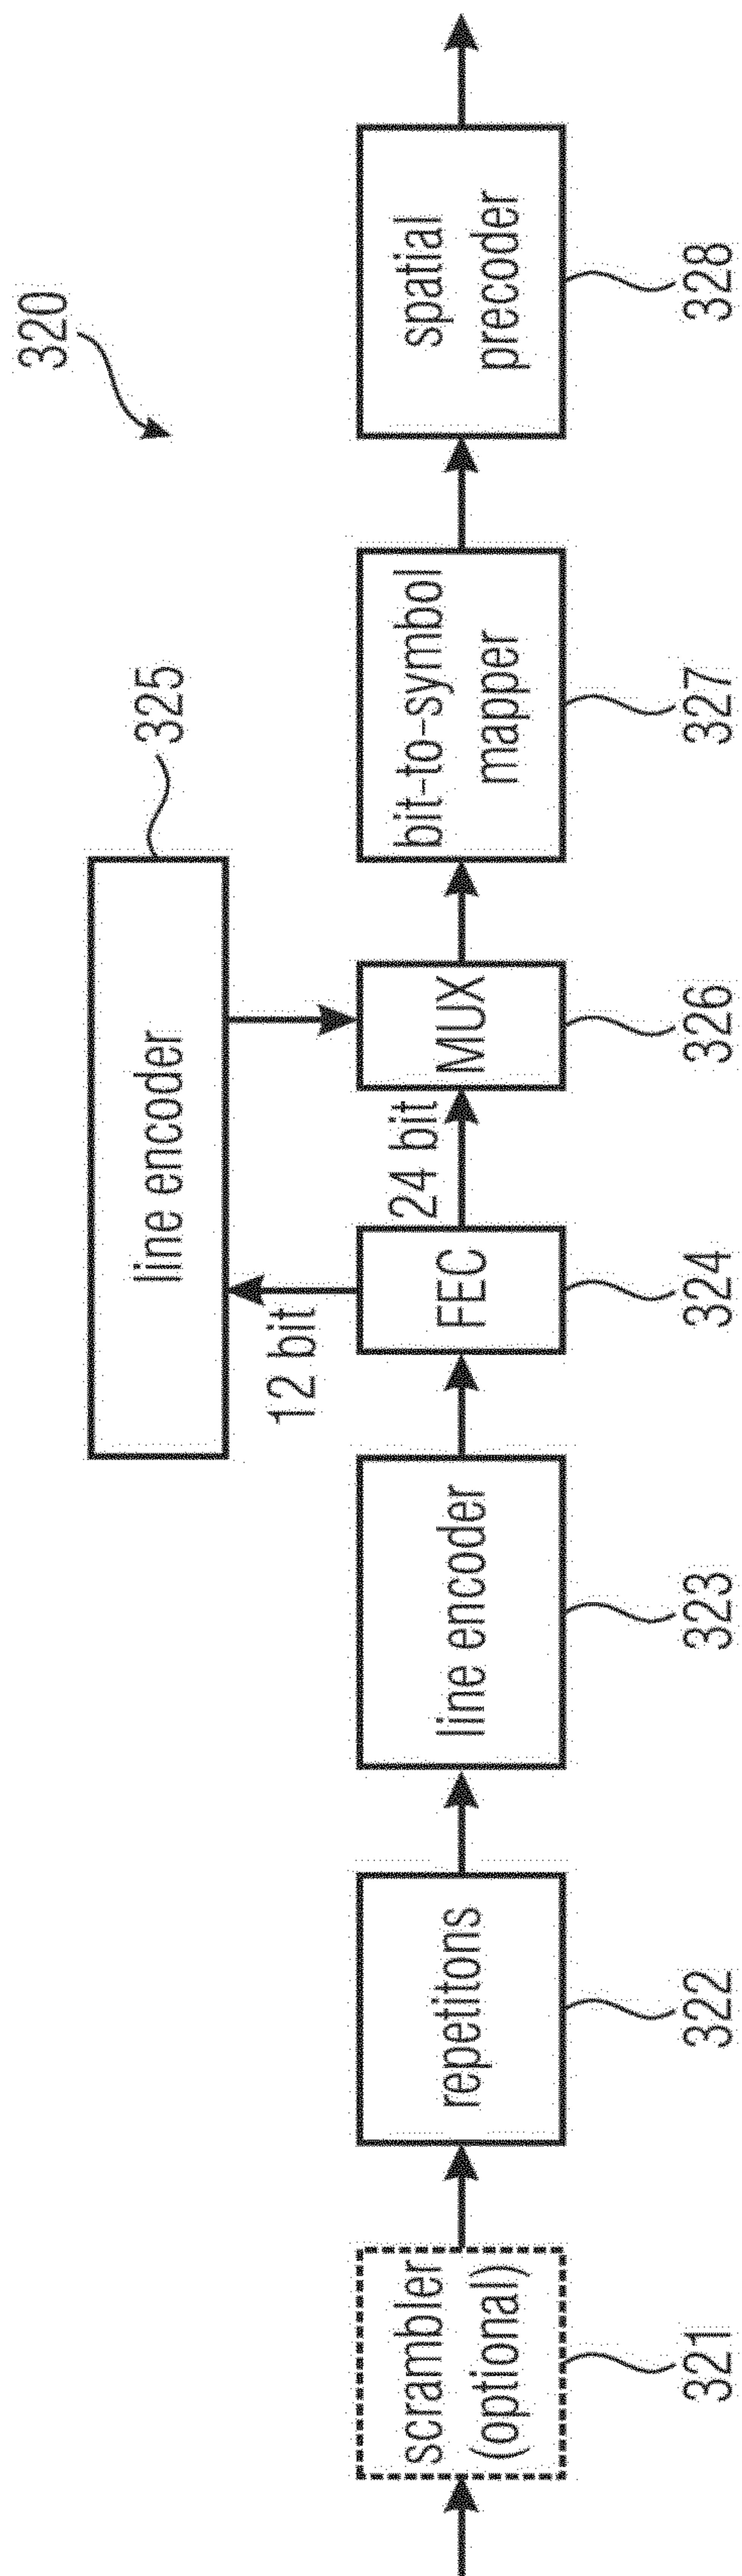 320
325
line encoder
12 bit
24 bit
scrambler
(optional)
repetitons
line encoder
FEC
MUX
bit-to-symbol
mapper
spatial
precoder
321
322
323
324
326
327
328